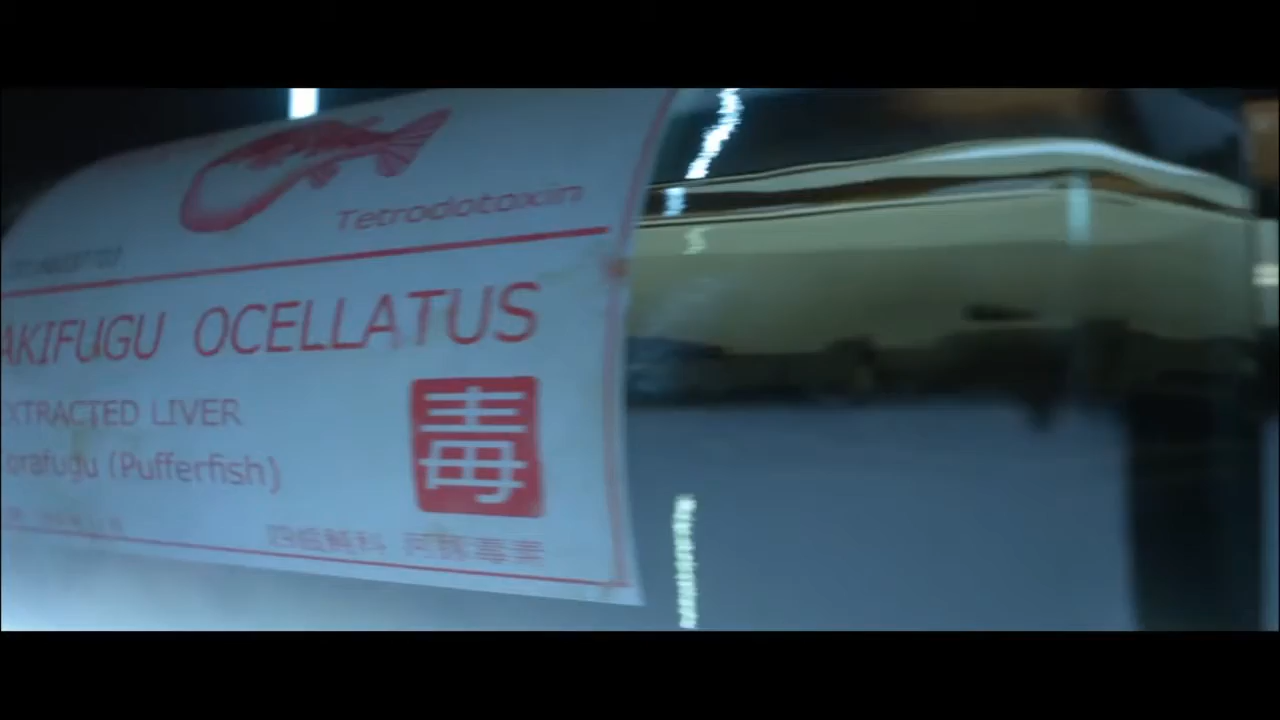 Tetrodotoxin
AKIFUGU OCELLATUS
XTRACTED LIVER
orafugu (Pufferfish)
毒